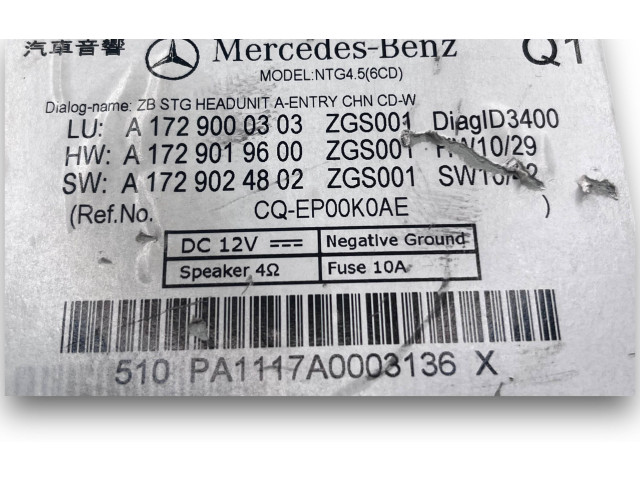 汽車音響 Mercedes-Benz Q1
MODEL:NTG4.5(6CD)
Dialog-name: ZB STG HEADUNIT A-ENTRY CHN CD-W
LU: A 172 900 03 03 ZGS001 DiagID3400
HW: A 172 901 96 00 ZGS001 HW10/29
SW: A 172 902 48 02 ZGS001
(Ref.No. CQ-EP00K0AE )
DC 12V Negative Ground
Speaker 4Ω Fuse 10A
510 PA1117A0003136 X